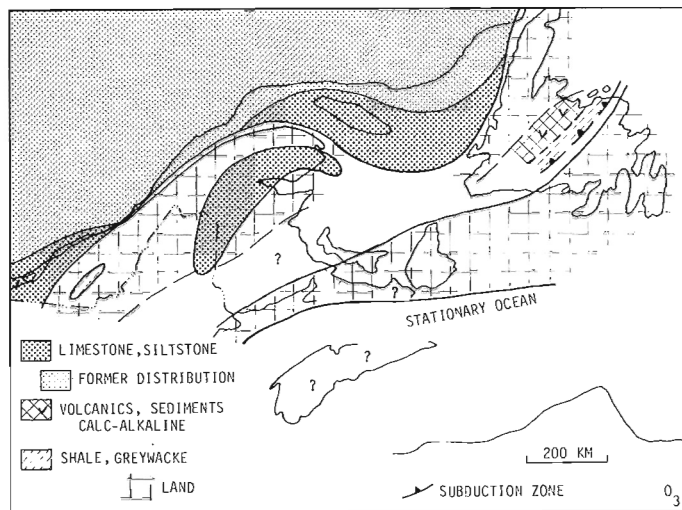 ?
?
STATIONARY OCEAN
?
?
LIMESTONE, SILTSTONE
FORMER DISTRIBUTION
VOLCANICS, SEDIMENTS
CALC-ALKALINE
SHALE, GREYWACKE
LAND
200 KM
SUBDUCTION ZONE
O3